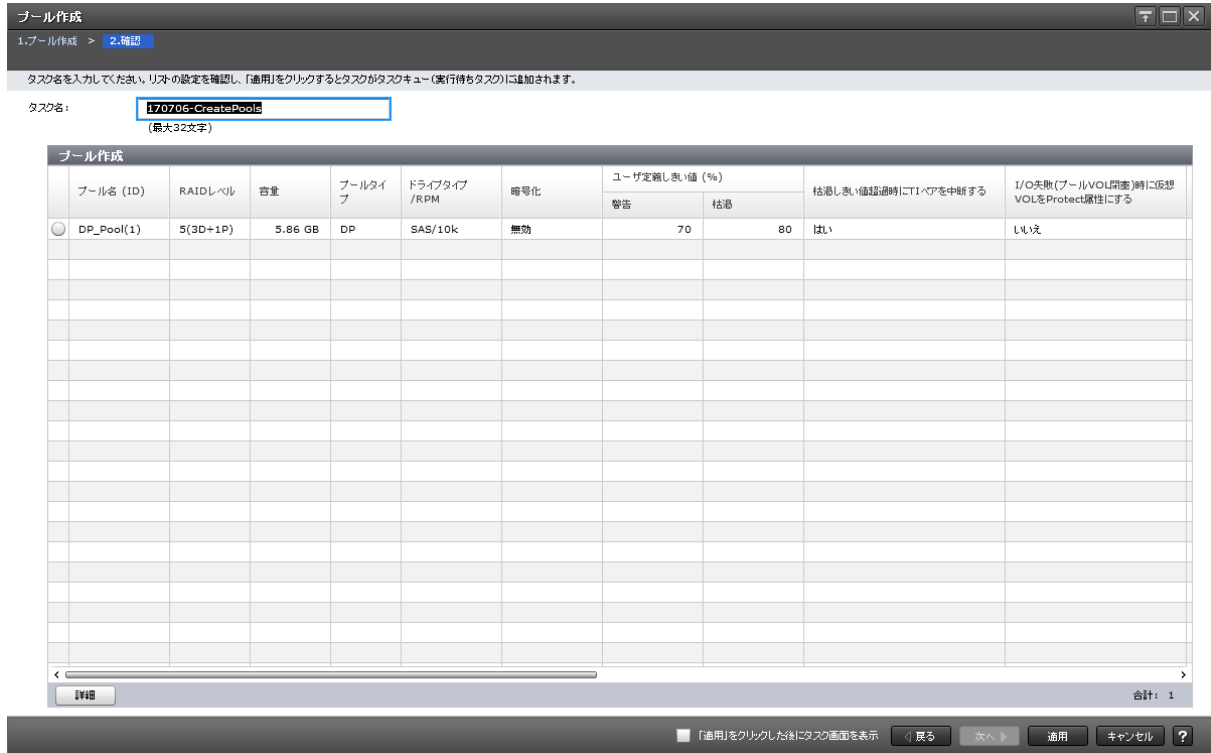 プール作成
1.プール作成 > 2.確認
タスク名を入力してください。リストの設定を確認し、「適用」をクリックするとタスクがタスクキュー(実行待ちタスク)に追加されます。
タスク名:
170706-CreatePools
(最大32文字)
プール作成
プール名 (ID)
RAIDレベル
容量
プールタイ
プ
ドライブタイプ
/RPM
暗号化
ユーザ定義しきい値 (%)
警告
枯渇
枯渇しきい値超過時にTIペアを中断する
I/O失敗(プールVOL閉塞)時に仮想
VOLをProtect属性にする
DP_Pool(1) 5(3D+1P) 5.86 GB DP SAS/10k 無効 70 80 はい いいえ
詳細
合計: 1
「適用」をクリックした後にタスク画面を表示 戻る 次へ 適用 キャンセル ?